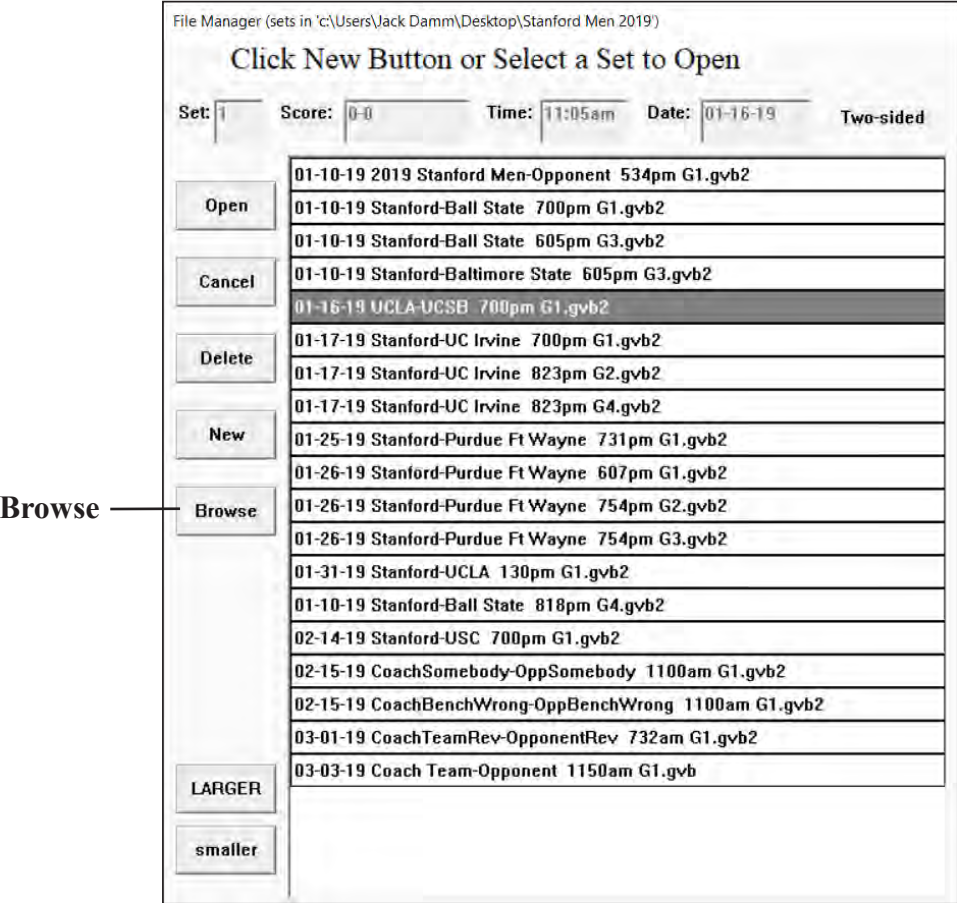 File Manager (sets in 'c:\Users\Jack Damm\Desktop\Stanford Men 2019')
Click New Button or Select a Set to Open
Set: 1 Score: 0-0 Time: 11:05am Date: 01-16-19 Two-sided
01-10-19 2019 Stanford Men-Opponent 534pm G1.gvb2
Open 01-10-19 Stanford-Ball State 700pm G1.gvb2
01-10-19 Stanford-Ball State 605pm G3.gvb2
Cancel 01-10-19 Stanford-Baltimore State 605pm G3.gvb2
01-16-19 UCLA-UCSB 700pm G1.gvb2
01-17-19 Stanford-UC Irvine 700pm G1.gvb2
Delete 01-17-19 Stanford-UC Irvine 823pm G2.gvb2
01-17-19 Stanford-UC Irvine 823pm G4.gvb2
New 01-25-19 Stanford-Purdue Ft Wayne 731pm G1.gvb2
01-26-19 Stanford-Purdue Ft Wayne 607pm G1.gvb2
Browse Browse 01-26-19 Stanford-Purdue Ft Wayne 754pm G2.gvb2
01-26-19 Stanford-Purdue Ft Wayne 754pm G3.gvb2
01-31-19 Stanford-UCLA 130pm G1.gvb2
01-10-19 Stanford-Ball State 818pm G4.gvb2
02-14-19 Stanford-USC 700pm G1.gvb2
02-15-19 CoachSomebody-OppSomebody 1100am G1.gvb2
02-15-19 CoachBenchWrong-OppBenchWrong 1100am G1.gvb2
03-01-19 CoachTeamRev-OpponentRev 732am G1.gvb2
03-03-19 Coach Team-Opponent 1150am G1.gvb
LARGER
smaller